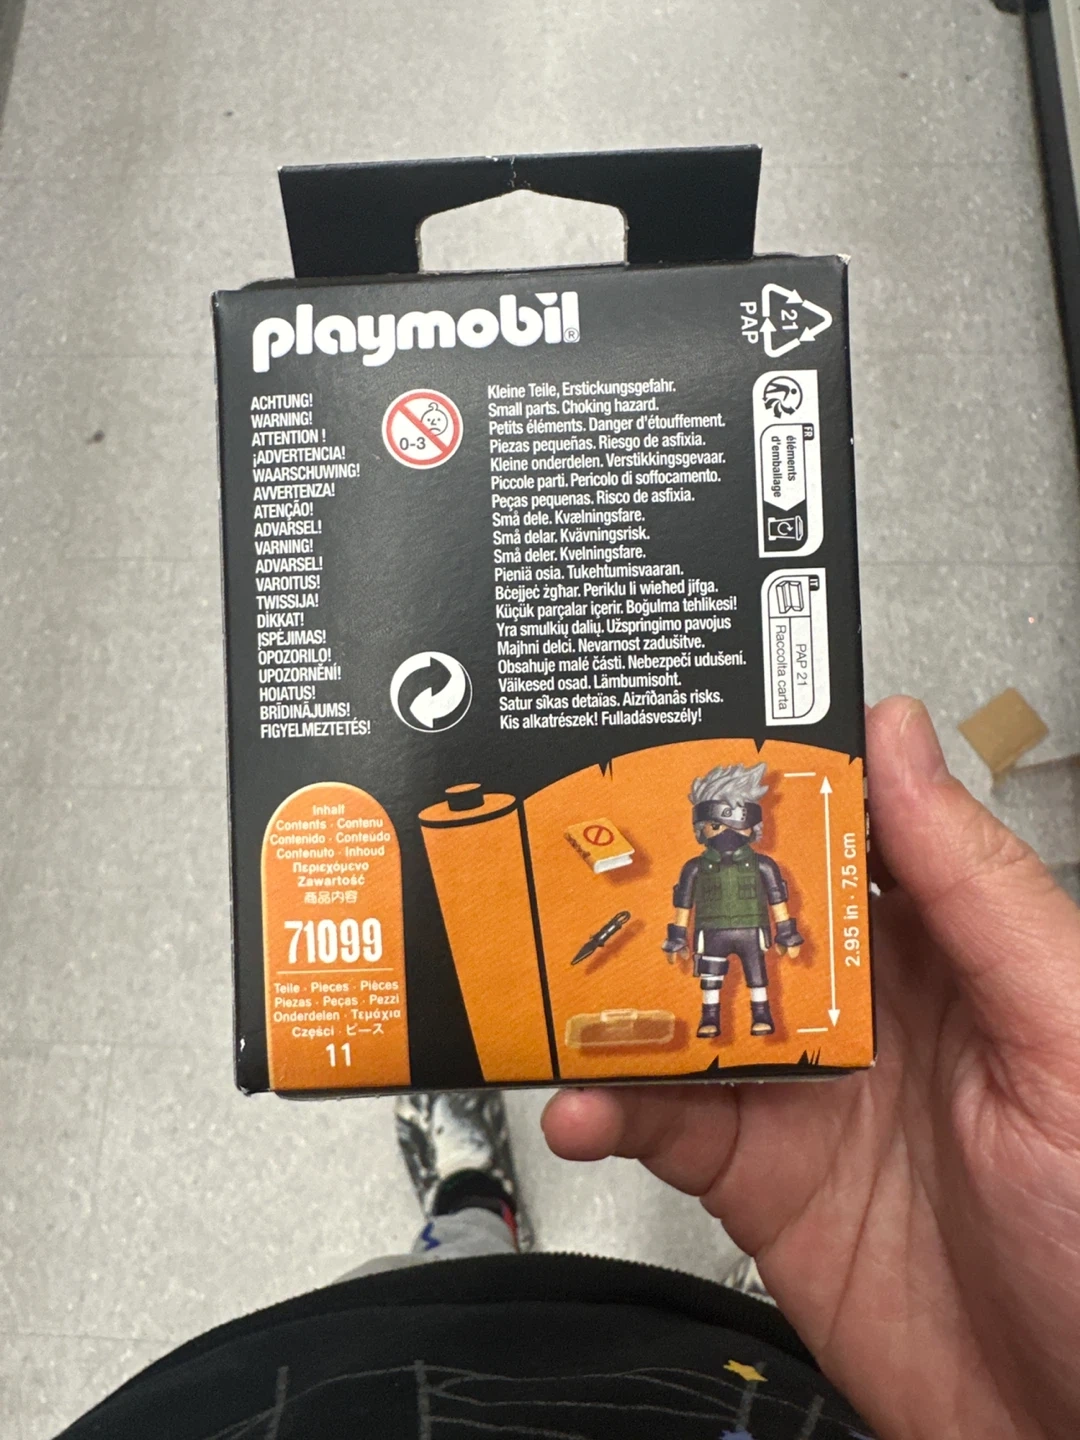 playmobil®
ACHTUNG!
WARNING!
ATTENTION !
¡ADVERTENCIA!
WAARSCHUWING!
AVVERTENZA!
ATENÇÃO!
ADVARSEL!
VARNING!
ADVARSEL!
VAROITUS!
TWISSIJA!
DİKKAT!
ĮSPĖJIMAS!
OPOZORILO!
UPOZORNĚNÍ!
HOIATUS!
BRĪDINĀJUMS!
FIGYELMEZTETÉS!
0-3
Kleine Teile, Erstickungsgefahr.
Small parts. Choking hazard.
Petits éléments. Danger d'étouffement.
Piezas pequeñas. Riesgo de asfixia.
Kleine onderdelen. Verstikkingsgevaar.
Piccole parti. Pericolo di soffocamento.
Peças pequenas. Risco de asfixia.
Små dele. Kvælningsfare.
Små delar. Kvävningsrisk.
Små deler. Kvelningsfare.
Pieniä osia. Tukehtumisvaaran.
Bċejjeċ żgħar. Periklu li wieħed jifga.
Küçük parçalar içerir. Boğulma tehlikesi!
Yra smulkių dalių. Užspringimo pavojus
Majhni delci. Nevarnost zadušitve.
Obsahuje malé části. Nebezpečí udušení.
Väikesed osad. Lämbumisoht.
Satur sīkas detaļas. Aizrīšanās risks.
Kis alkatrészek! Fulladásveszély!
21
PAP
FR
éléments
d'emballage
IT
PAP 21
Raccolta carta
Inhalt
Contents · Contenu
Contenido · Conteúdo
Contenuto · Inhoud
Περιεχόμενο
Zawartość
商品内容
71099
Teile · Pieces · Pièces
Piezas · Peças · Pezzi
Onderdelen · Τεμάχια
Części · ピース
11
2.95 in · 7,5 cm